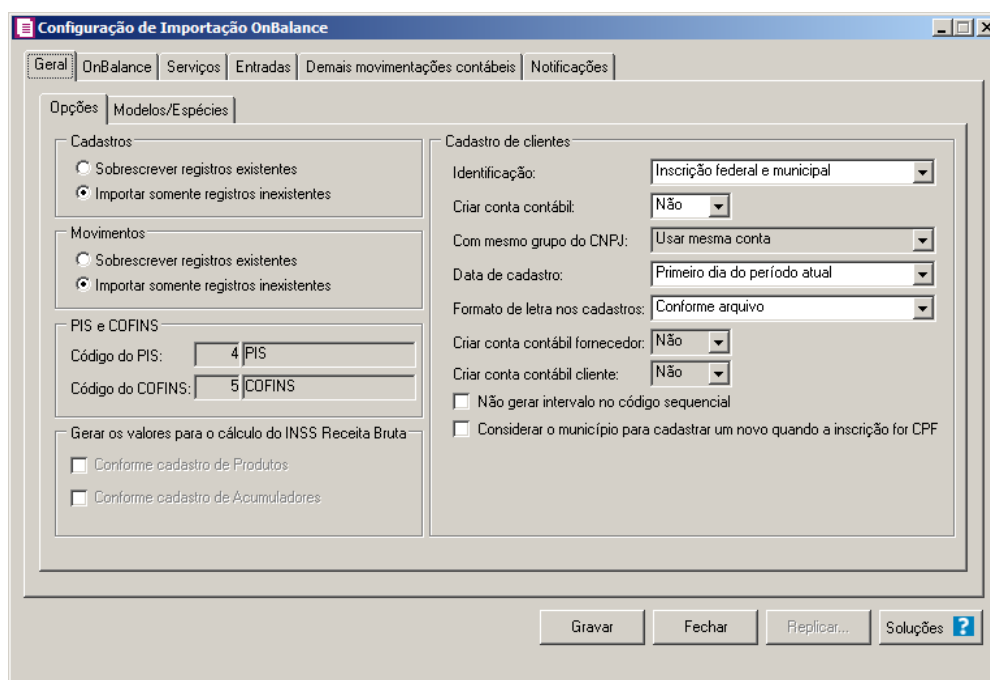 Configuração de Importação OnBalance
Geral OnBalance Serviços Entradas Demais movimentações contábeis Notificações
Opções Modelos/Espécies
Cadastros
Sobrescrever registros existentes
Importar somente registros inexistentes
Movimentos
Sobrescrever registros existentes
Importar somente registros inexistentes
PIS e COFINS
Código do PIS: 4 PIS
Código do COFINS: 5 COFINS
Gerar os valores para o cálculo do INSS Receita Bruta
Conforme cadastro de Produtos
Conforme cadastro de Acumuladores
Cadastro de clientes
Identificação: Inscrição federal e municipal
Criar conta contábil: Não
Com mesmo grupo do CNPJ: Usar mesma conta
Data de cadastro: Primeiro dia do período atual
Formato de letra nos cadastros: Conforme arquivo
Criar conta contábil fornecedor: Não
Criar conta contábil cliente: Não
Não gerar intervalo no código sequencial
Considerar o município para cadastrar um novo quando a inscrição for CPF
Gravar Fechar Replicar... Soluções ?